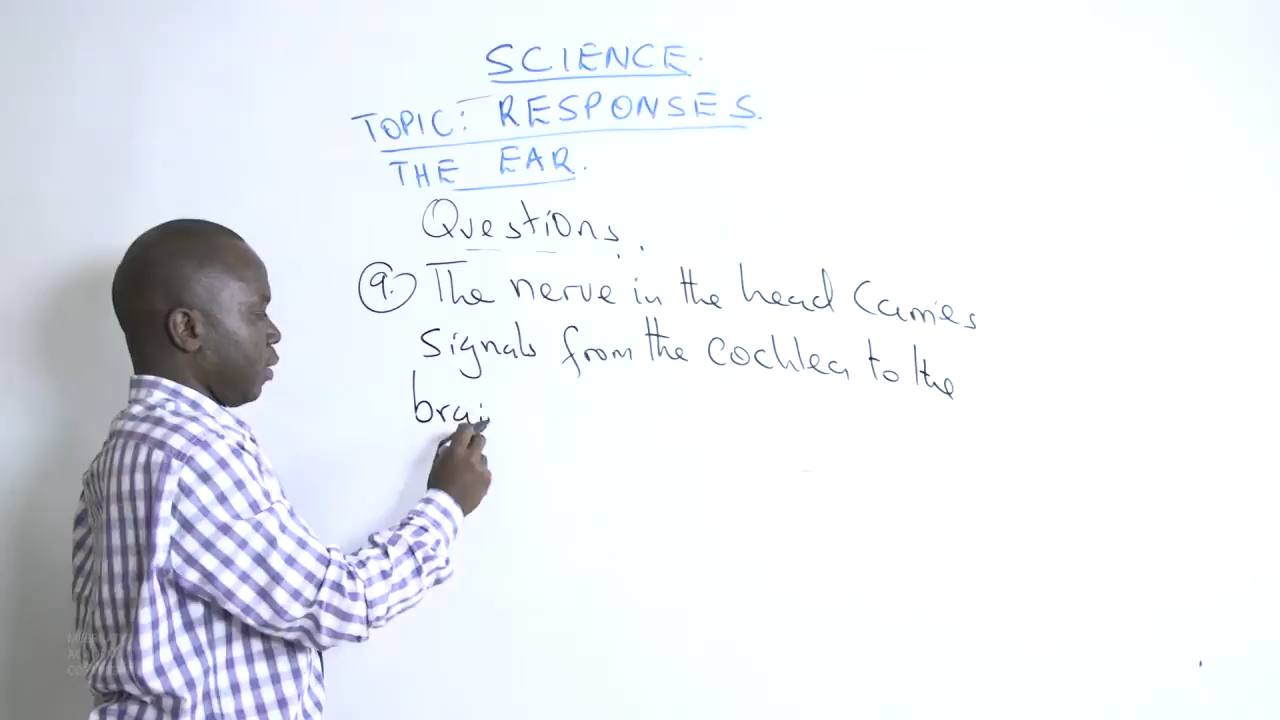 SCIENCE.
TOPIC: RESPONSES.
THE EAR.
Questions.
9. The nerve in the head carries
signals from the cochlea to the
brai